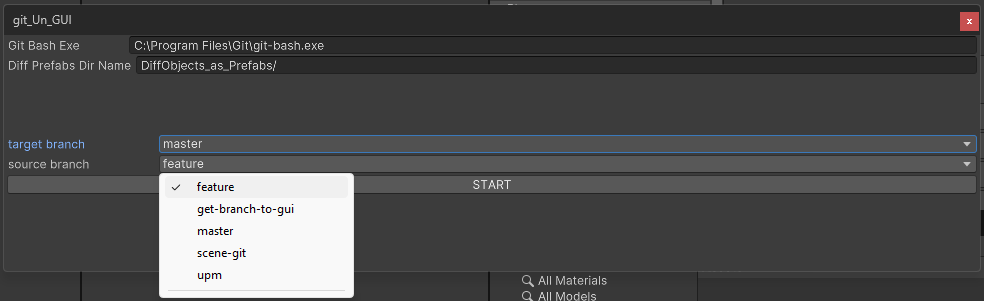 git_Un_GUI
x
Git Bash Exe C:\Program Files\Git\git-bash.exe
Diff Prefabs Dir Name DiffObjects_as_Prefabs/
target branch master
source branch feature
START
feature
get-branch-to-gui
master
scene-git
upm
All Materials
All Models